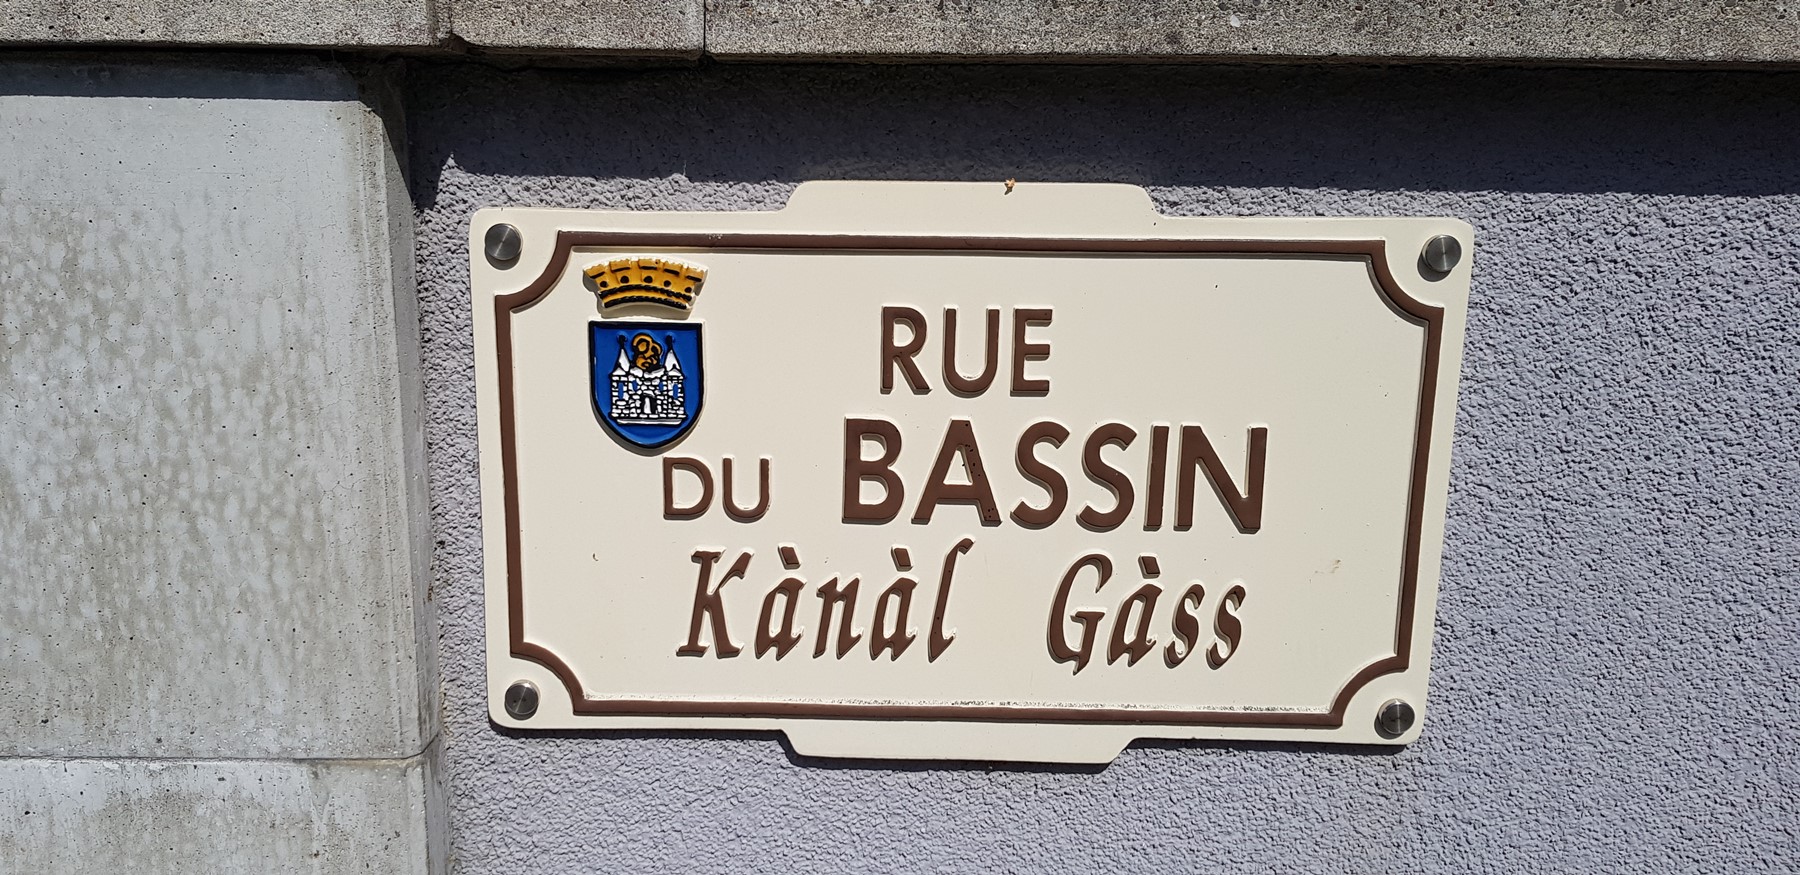 RUE
DU BASSIN
Kànàl Gàss